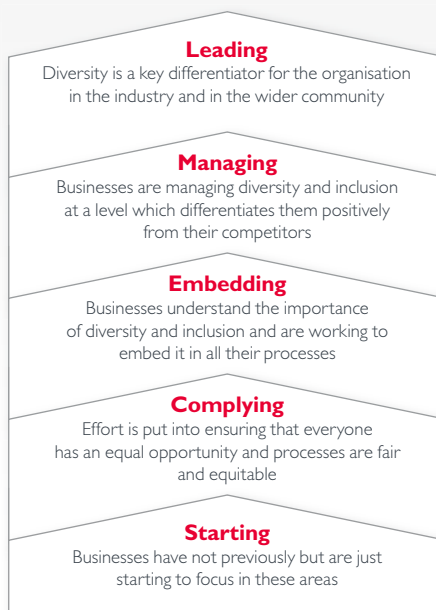 Leading
Diversity is a key differentiator for the organisation
in the industry and in the wider community
Managing
Businesses are managing diversity and inclusion
at a level which differentiates them positively
from their competitors
Embedding
Businesses understand the importance
of diversity and inclusion and are working to
embed it in all their processes
Complying
Effort is put into ensuring that everyone
has an equal opportunity and processes are fair
and equitable
Starting
Businesses have not previously but are just
starting to focus in these areas